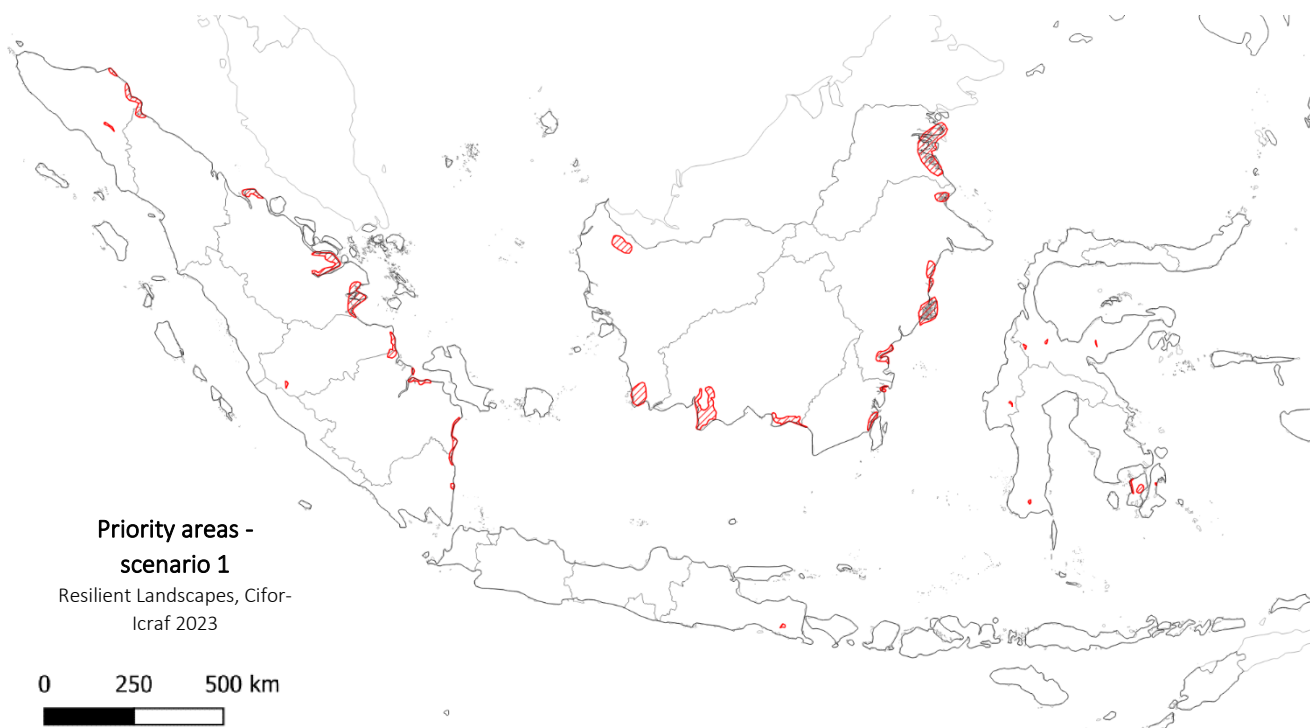 Priority areas -
scenario 1
Resilient Landscapes, Cifor-
Icraf 2023
0 250 500 km